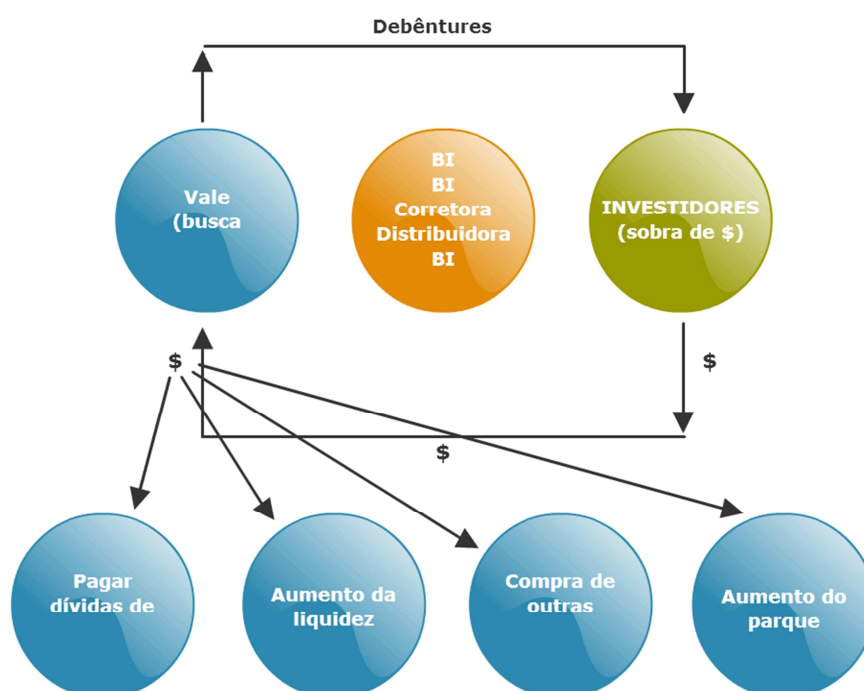 Debêntures
Vale
(busca
BI
BI
Corretora
Distribuidora
BI
INVESTIDORES
(sobra de $)
$
$
$
Pagar
dívidas de
Aumento da
liquidez
Compra de
outras
Aumento do
parque